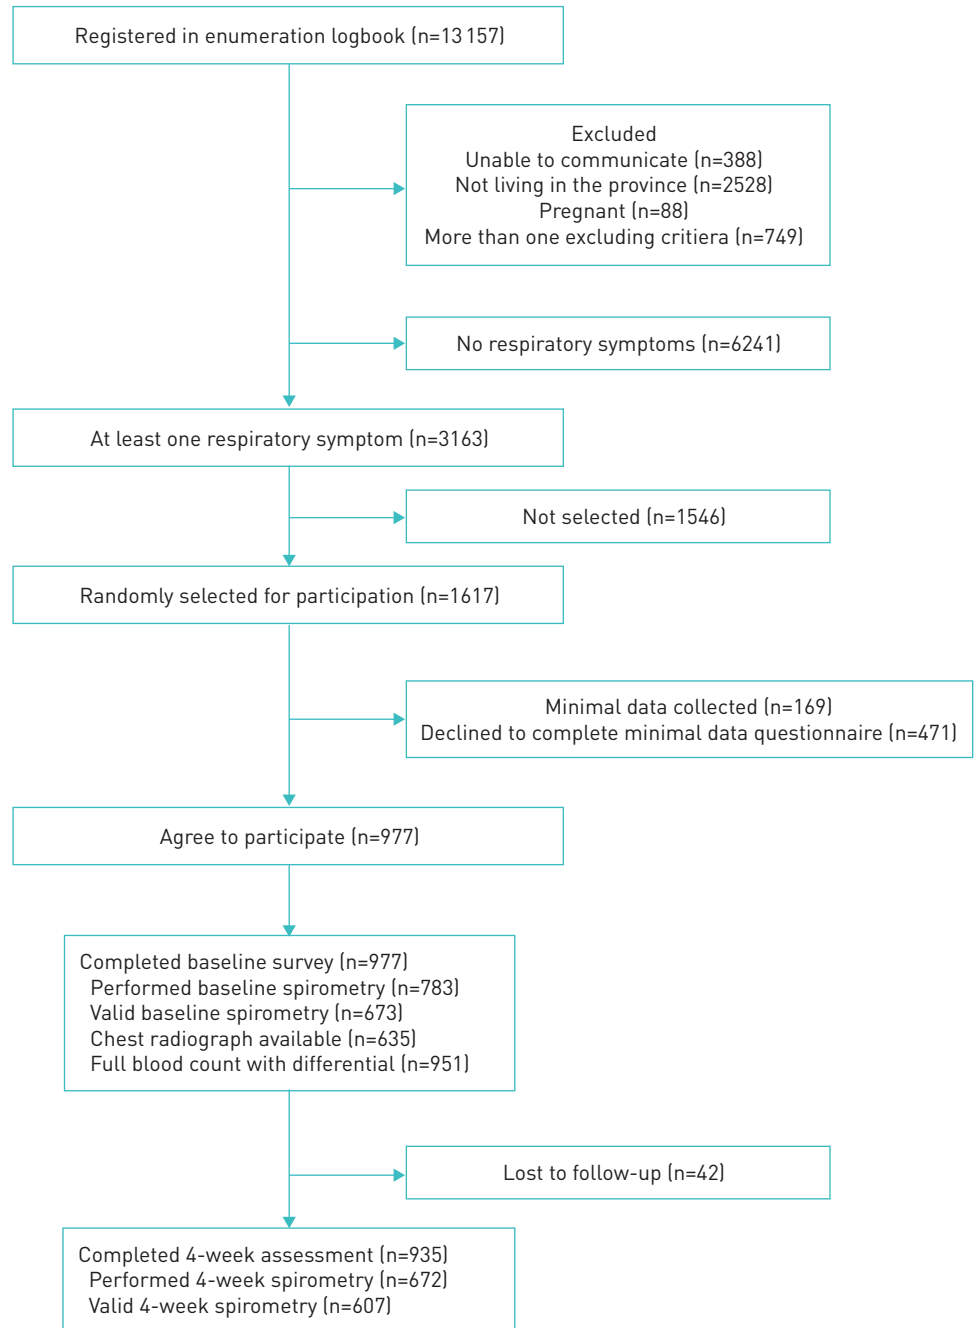 Registered in enumeration logbook (n=13 157)
Excluded
Unable to communicate (n=388)
Not living in the province (n=2528)
Pregnant (n=88)
More than one excluding critiera (n=749)
No respiratory symptoms (n=6241)
At least one respiratory symptom (n=3163)
Not selected (n=1546)
Randomly selected for participation (n=1617)
Minimal data collected (n=169)
Declined to complete minimal data questionnaire (n=471)
Agree to participate (n=977)
Completed baseline survey (n=977)
Performed baseline spirometry (n=783)
Valid baseline spirometry (n=673)
Chest radiograph available (n=635)
Full blood count with differential (n=951)
Lost to follow-up (n=42)
Completed 4-week assessment (n=935)
Performed 4-week spirometry (n=672)
Valid 4-week spirometry (n=607)